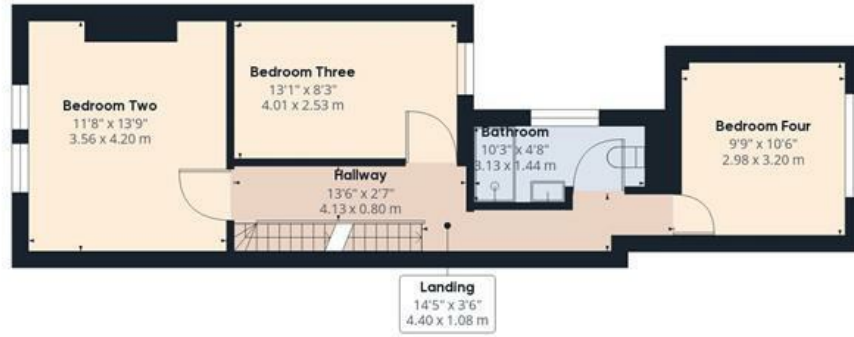 Bedroom Two
11'8" x 13'9"
3.56 x 4.20 m
Bedroom Three
13'1" x 8'3"
4.01 x 2.53 m
Bathroom
10'3" x 4'8"
3.13 x 1.44 m
Bedroom Four
9'9" x 10'6"
2.98 x 3.20 m
Hallway
13'6" x 2'7"
4.13 x 0.80 m
Landing
14'5" x 3'6"
4.40 x 1.08 m